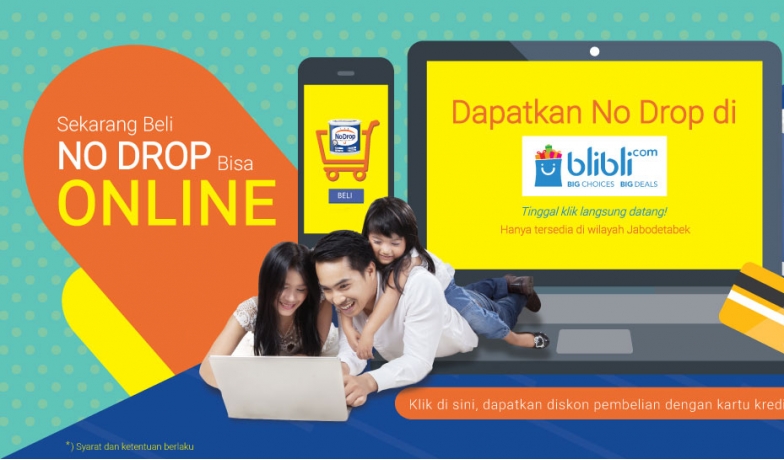 Sekarang Beli
NO DROP Bisa
ONLINE
No Drop
BELI
Dapatkan No Drop di
blibli.com
BIG CHOICES BIG DEALS
Tinggal klik langsung datang!
Hanya tersedia di wilayah Jabodetabek
Klik di sini, dapatkan diskon pembelian dengan kartu kredi
*) Syarat dan ketentuan berlaku